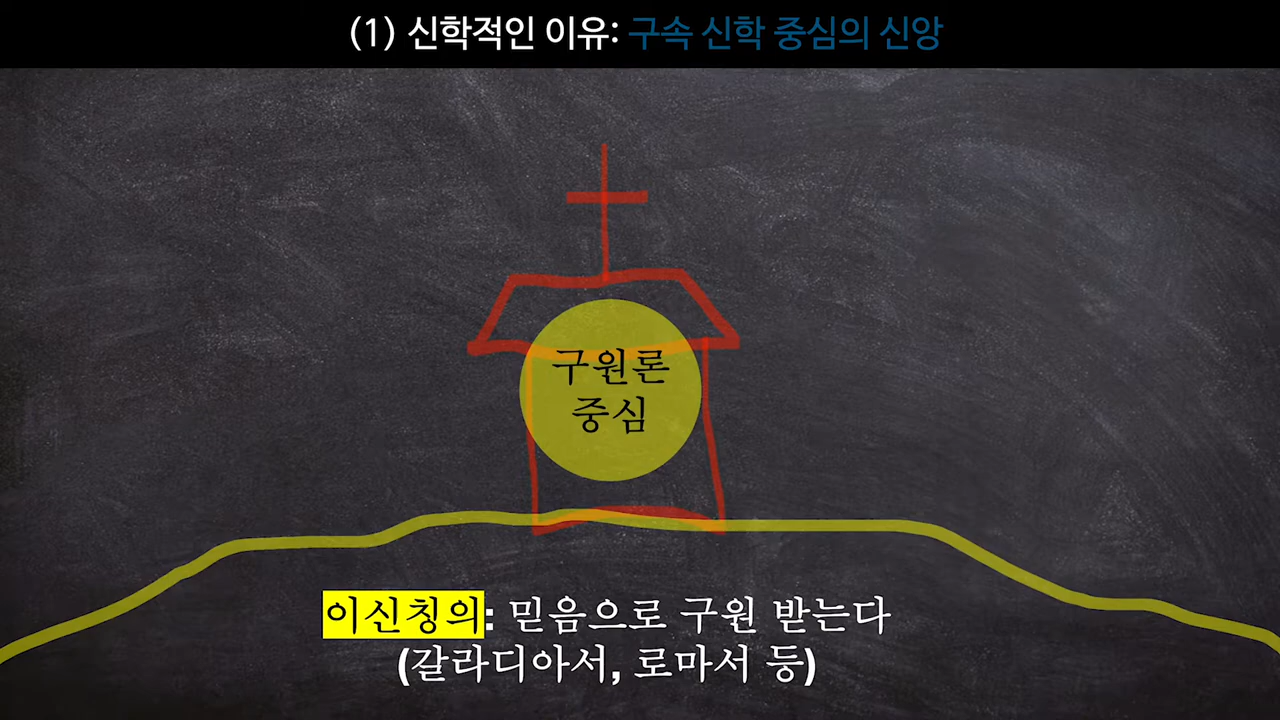 (1) 신학적인 이유: 구속 신학 중심의 신앙
구원론
중심
이신칭의: 믿음으로 구원 받는다
(갈라디아서, 로마서 등)